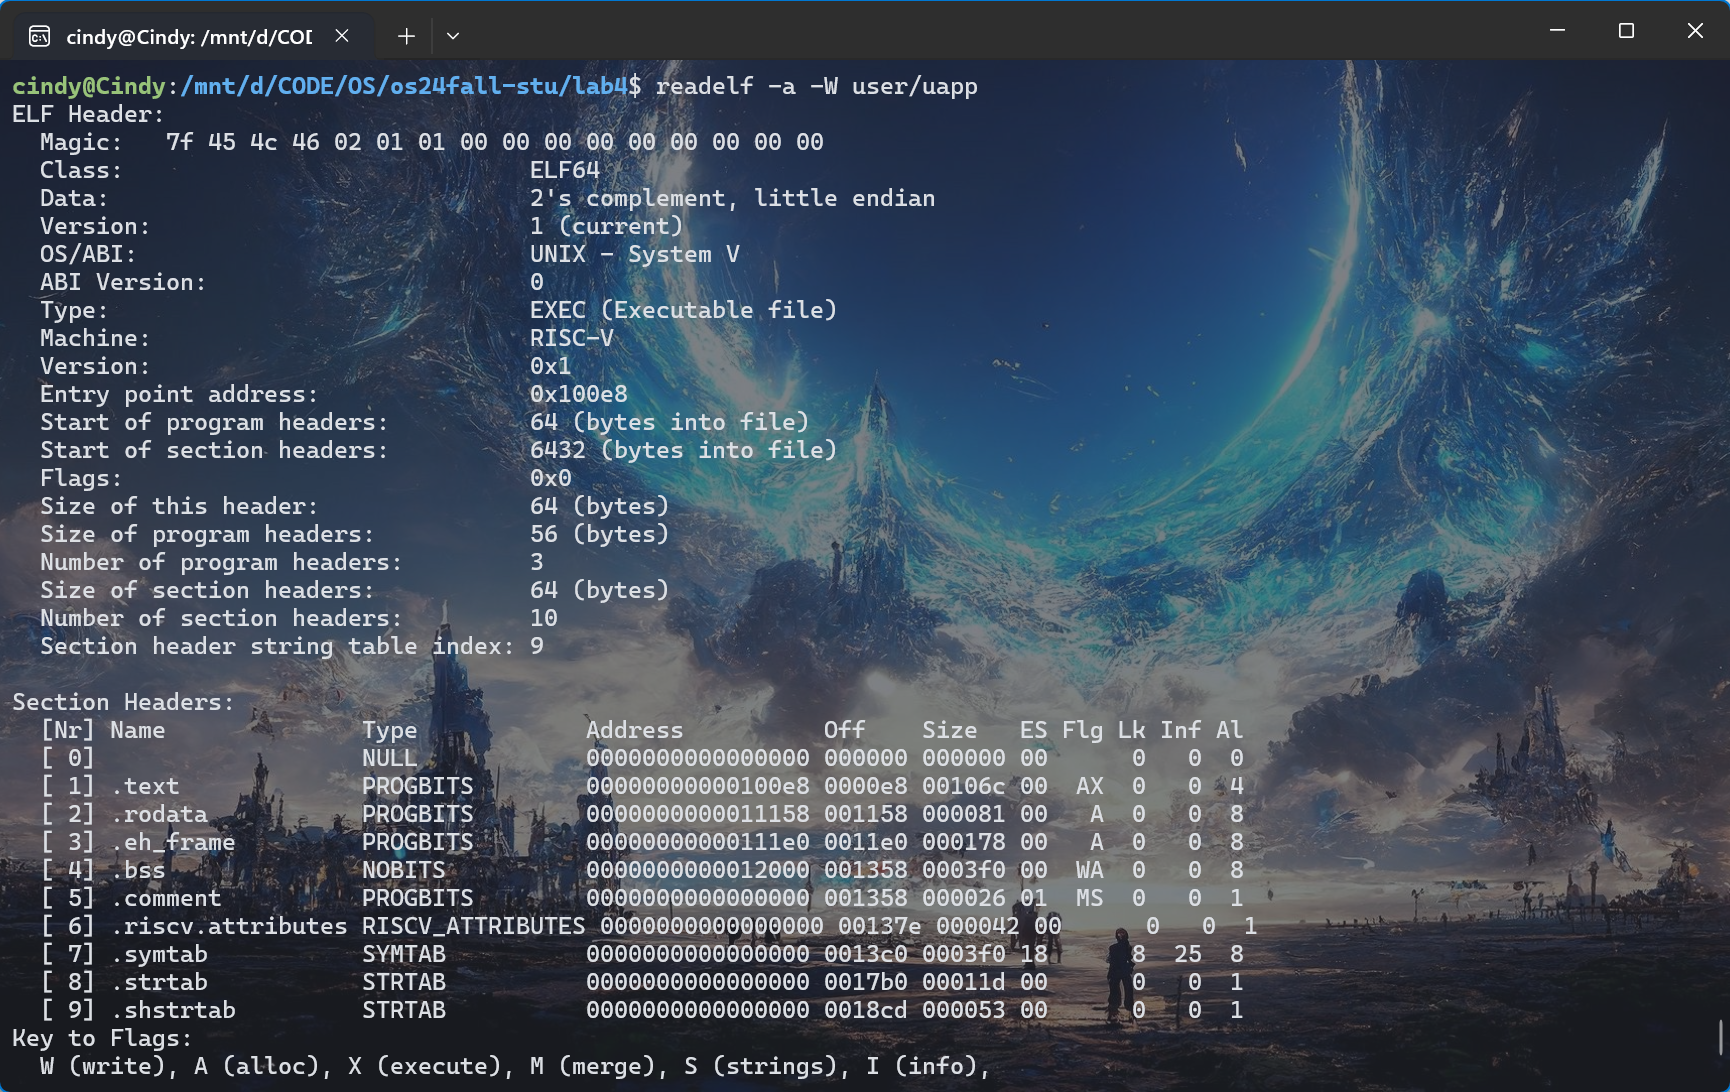 cindy@Cindy: /mnt/d/COD
cindy@Cindy:/mnt/d/CODE/OS/os24fall-stu/lab4$ readelf -a -W user/uapp
ELF Header:
  Magic:   7f 45 4c 46 02 01 01 00 00 00 00 00 00 00 00 00
  Class:                             ELF64
  Data:                              2's complement, little endian
  Version:                           1 (current)
  OS/ABI:                            UNIX - System V
  ABI Version:                       0
  Type:                              EXEC (Executable file)
  Machine:                           RISC-V
  Version:                           0x1
  Entry point address:               0x100e8
  Start of program headers:          64 (bytes into file)
  Start of section headers:          6432 (bytes into file)
  Flags:                             0x0
  Size of this header:               64 (bytes)
  Size of program headers:           56 (bytes)
  Number of program headers:         3
  Size of section headers:           64 (bytes)
  Number of section headers:         10
  Section header string table index: 9

Section Headers:
  [Nr] Name              Type            Address          Off    Size   ES Flg Lk Inf Al
  [ 0]                   NULL            0000000000000000 000000 000000 00      0   0  0
  [ 1] .text             PROGBITS        00000000000100e8 0000e8 00106c 00  AX  0   0  4
  [ 2] .rodata           PROGBITS        0000000000011158 001158 000081 00   A  0   0  8
  [ 3] .eh_frame         PROGBITS        00000000000111e0 0011e0 000178 00   A  0   0  8
  [ 4] .bss              NOBITS          0000000000012000 001358 0003f0 00  WA  0   0  8
  [ 5] .comment          PROGBITS        0000000000000000 001358 000026 01  MS  0   0  1
  [ 6] .riscv.attributes RISCV_ATTRIBUTES 0000000000000000 00137e 000042 00      0   0  1
  [ 7] .symtab           SYMTAB          0000000000000000 0013c0 0003f0 18      8  25  8
  [ 8] .strtab           STRTAB          0000000000000000 0017b0 00011d 00      0   0  1
  [ 9] .shstrtab         STRTAB          0000000000000000 0018cd 000053 00      0   0  1
Key to Flags:
  W (write), A (alloc), X (execute), M (merge), S (strings), I (info),